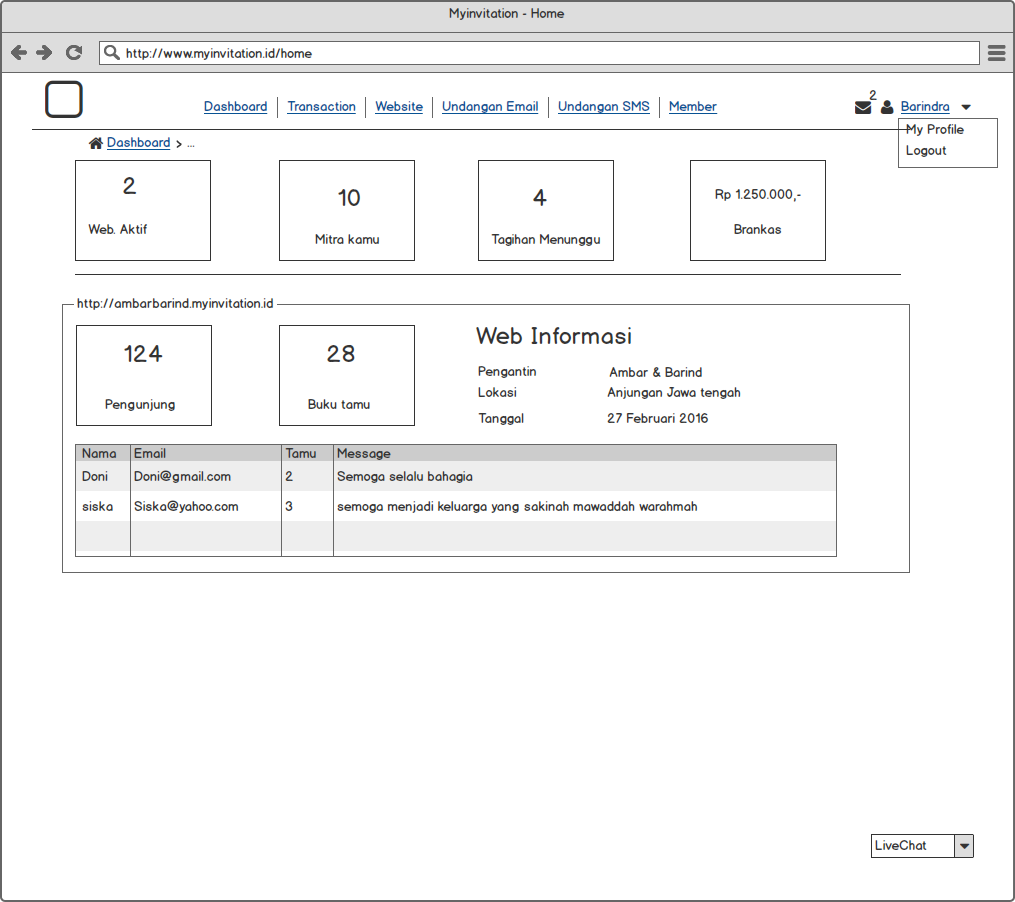 Myinvitation - Home
http://www.myinvitation.id/home
Dashboard Transaction Website Undangan Email Undangan SMS Member 2 Barindra
My Profile
Logout
Dashboard > ...
2
Web. Aktif
10
Mitra kamu
4
Tagihan Menunggu
Rp 1.250.000,-
Brankas
http://ambarbarind.myinvitation.id
124
Pengunjung
28
Buku tamu
Web Informasi
Pengantin Ambar & Barind
Lokasi Anjungan Jawa tengah
Tanggal 27 Februari 2016
Nama Email Tamu Message
Doni Doni@gmail.com 2 Semoga selalu bahagia
siska Siska@yahoo.com 3 semoga menjadi keluarga yang sakinah mawaddah warahmah
LiveChat